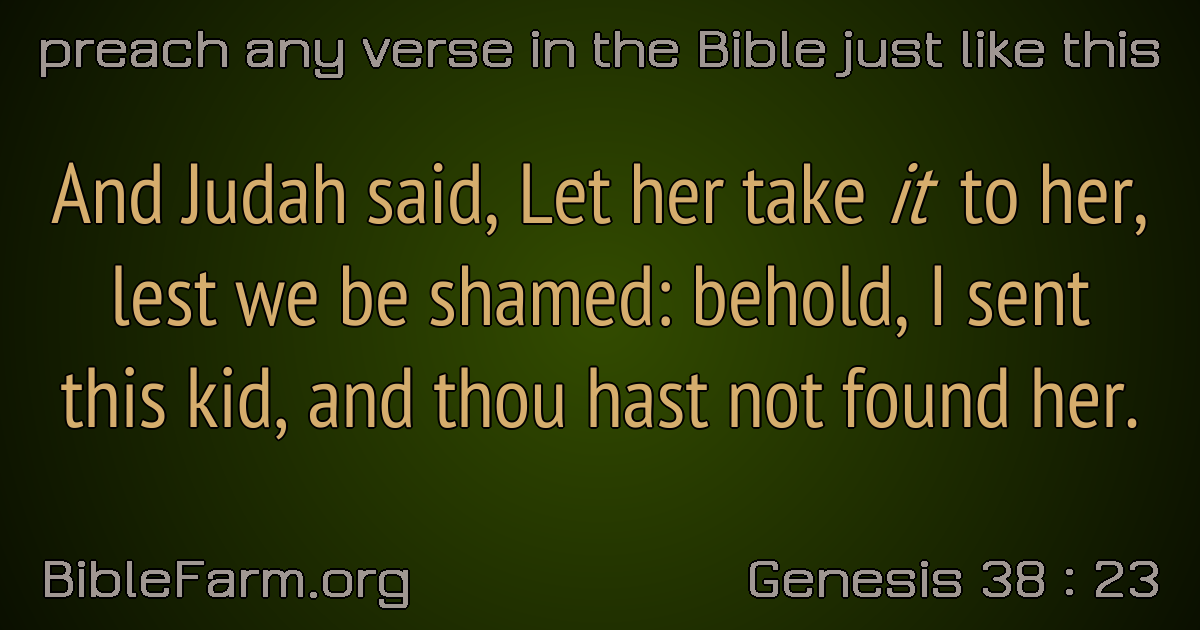 preach any verse in the Bible just like this
And Judah said, Let her take it to her,
lest we be shamed: behold, I sent
this kid, and thou hast not found her.
BibleFarm.org
Genesis 38 : 23